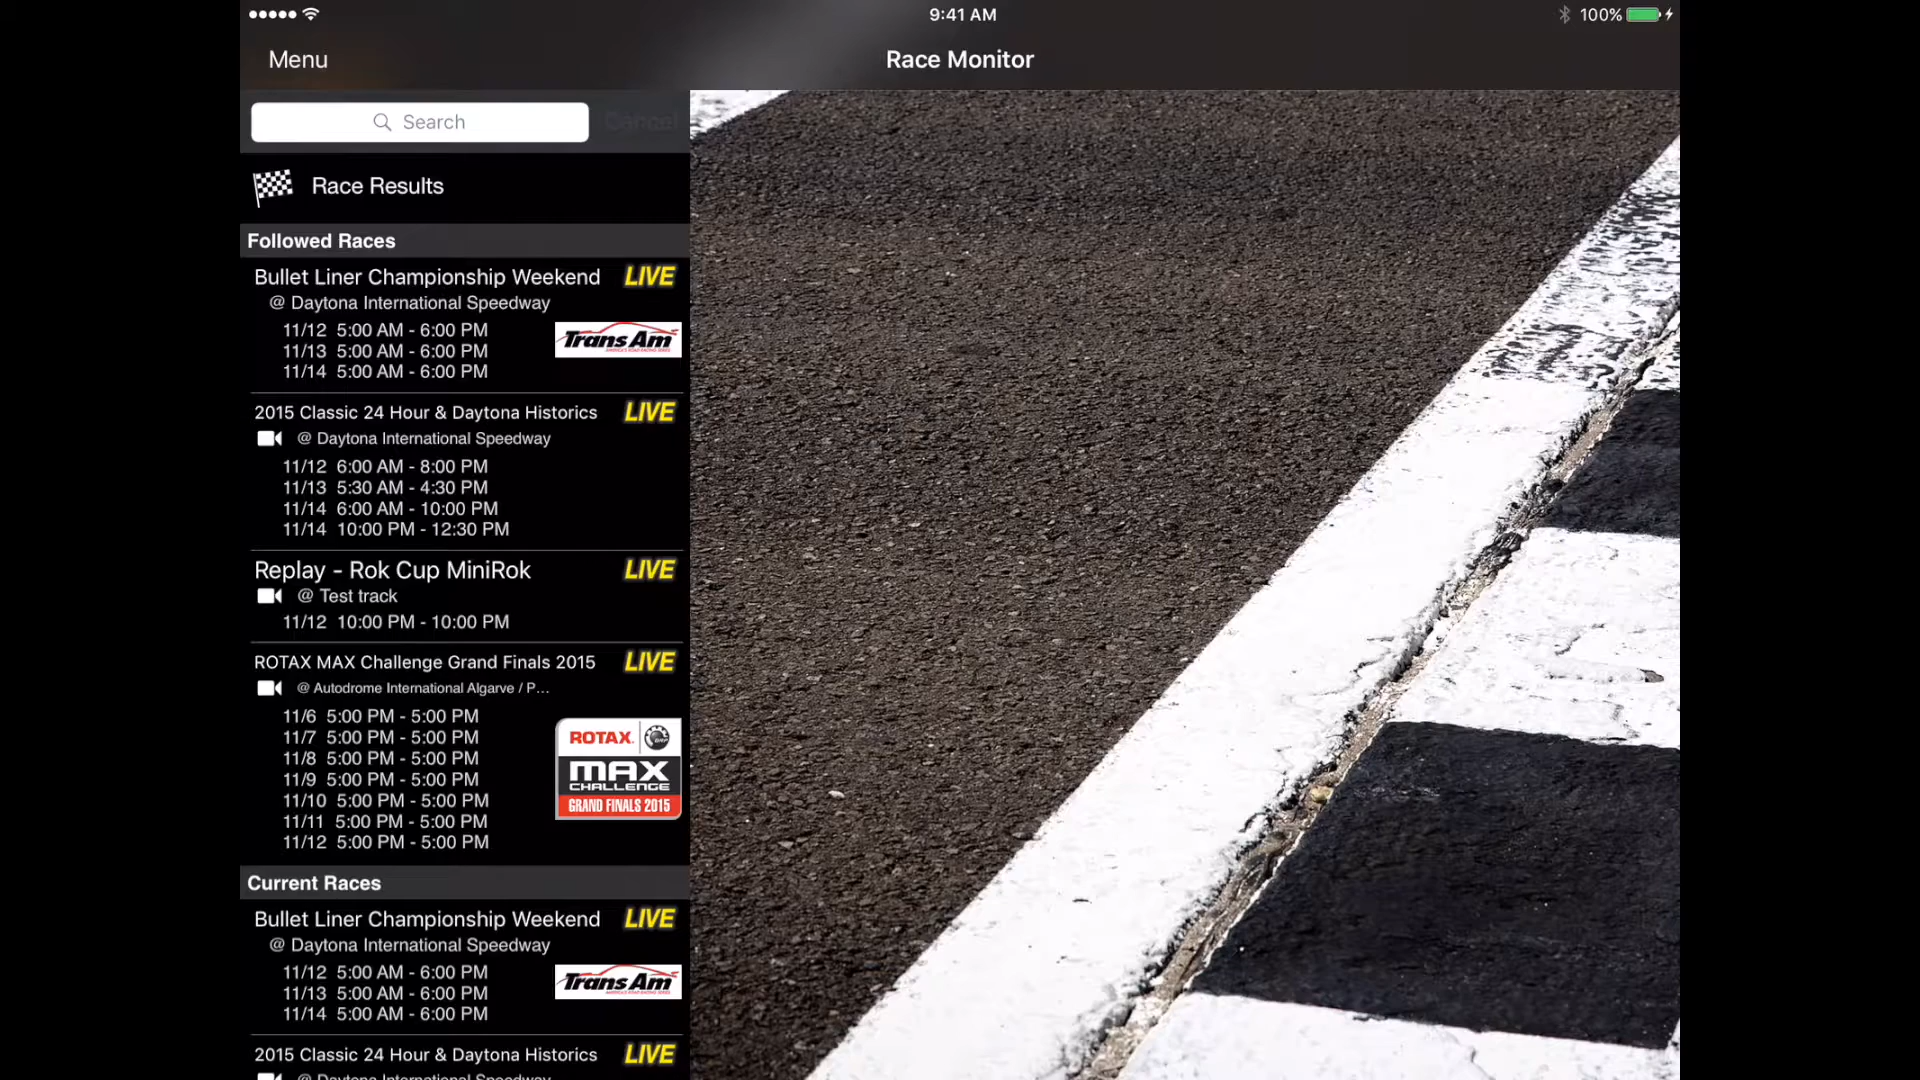 9:41 AM
100%
Menu
Race Monitor
Search
Cancel
Race Results
Followed Races
Bullet Liner Championship Weekend LIVE
@ Daytona International Speedway
11/12 5:00 AM - 6:00 PM
11/13 5:00 AM - 6:00 PM
11/14 5:00 AM - 6:00 PM
Trans Am
2015 Classic 24 Hour & Daytona Historics LIVE
@ Daytona International Speedway
11/12 6:00 AM - 8:00 PM
11/13 5:30 AM - 4:30 PM
11/14 6:00 AM - 10:00 PM
11/14 10:00 PM - 12:30 PM
Replay - Rok Cup MiniRok LIVE
@ Test track
11/12 10:00 PM - 10:00 PM
ROTAX MAX Challenge Grand Finals 2015 LIVE
@ Autodrome International Algarve / P...
11/6 5:00 PM - 5:00 PM
11/7 5:00 PM - 5:00 PM
11/8 5:00 PM - 5:00 PM
11/9 5:00 PM - 5:00 PM
11/10 5:00 PM - 5:00 PM
11/11 5:00 PM - 5:00 PM
11/12 5:00 PM - 5:00 PM
ROTAX
MAX
CHALLENGE
GRAND FINALS 2015
Current Races
Bullet Liner Championship Weekend LIVE
@ Daytona International Speedway
11/12 5:00 AM - 6:00 PM
11/13 5:00 AM - 6:00 PM
11/14 5:00 AM - 6:00 PM
Trans Am
2015 Classic 24 Hour & Daytona Historics LIVE
@ Daytona International Speedway